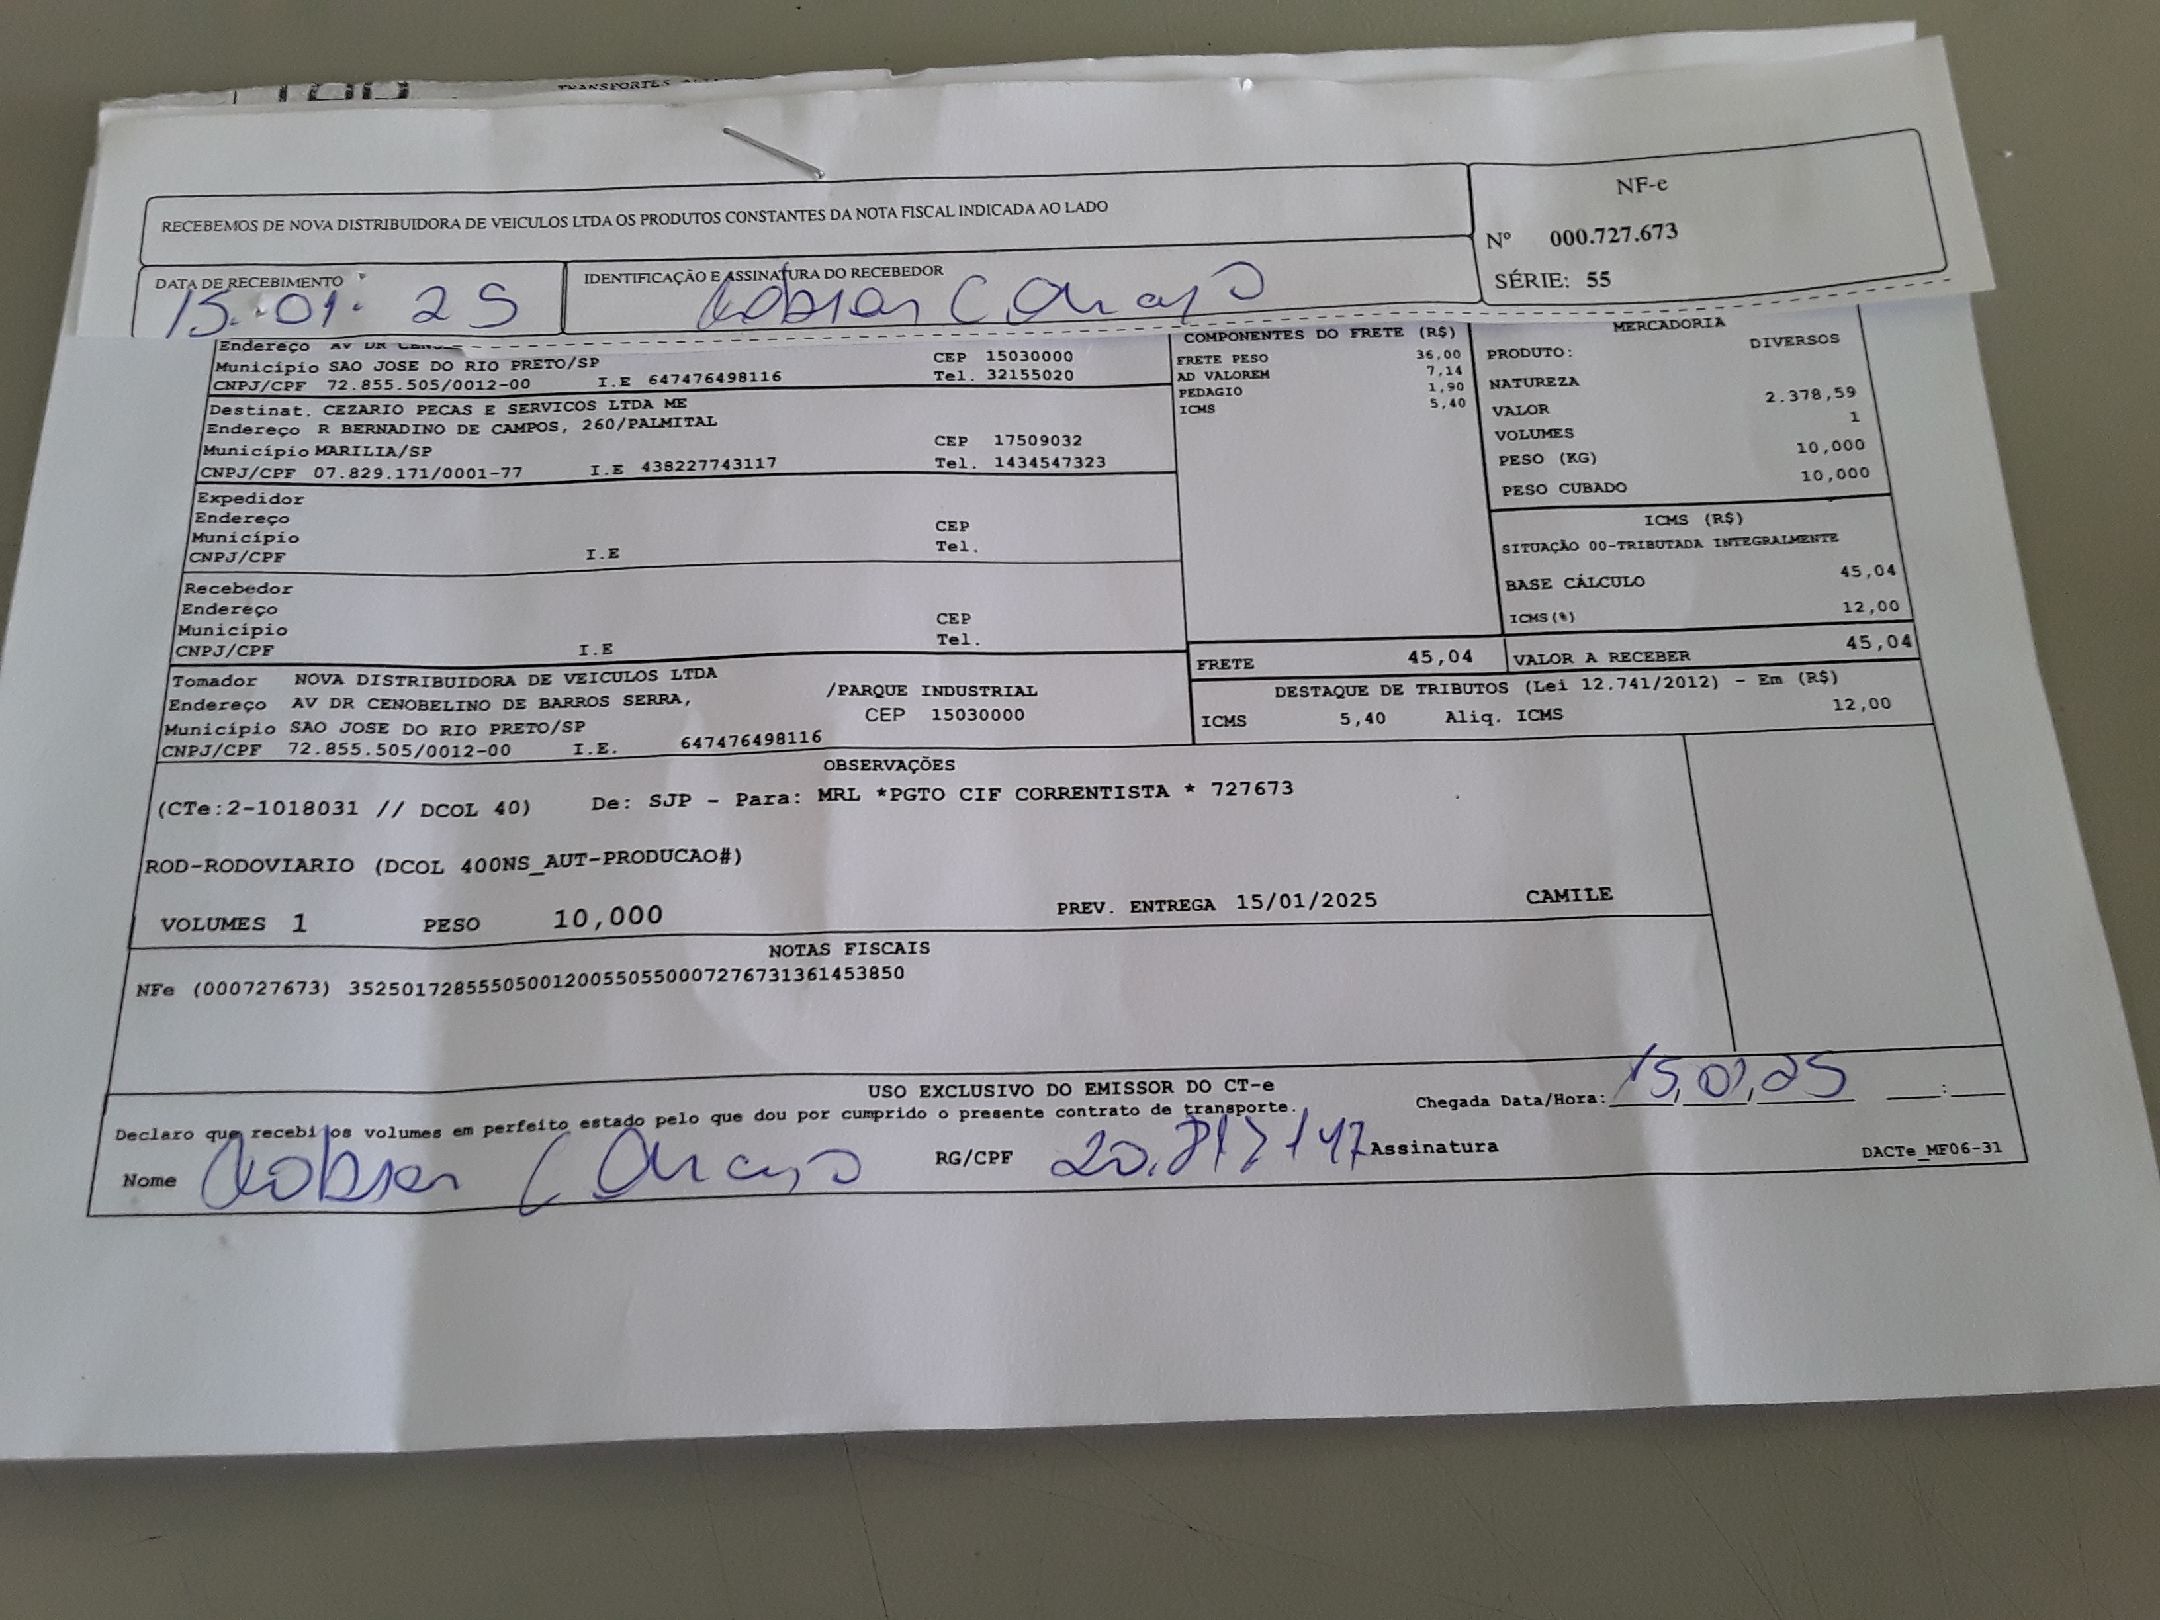 TRANSPORTES
RECEBEMOS DE NOVA DISTRIBUIDORA DE VEICULOS LTDA OS PRODUTOS CONSTANTES DA NOTA FISCAL INDICADA AO LADO
NF-e
Nº 000.727.673
SÉRIE: 55
DATA DE RECEBIMENTO
15.01.25
IDENTIFICAÇÃO E ASSINATURA DO RECEBEDOR
Endereço AV DR
Município SAO JOSE DO RIO PRETO/SP CEP 15030000
CNPJ/CPF 72.855.505/0012-00 I.E 647476498116 Tel. 32155020
Destinat. CEZARIO PECAS E SERVICOS LTDA ME
Endereço R BERNADINO DE CAMPOS, 260/PALMITAL
Município MARILIA/SP CEP 17509032
CNPJ/CPF 07.829.171/0001-77 I.E 438227743117 Tel. 1434547323
Expedidor
Endereço
Município CEP
CNPJ/CPF I.E Tel.
Recebedor
Endereço
Município CEP
CNPJ/CPF I.E Tel.
Tomador NOVA DISTRIBUIDORA DE VEICULOS LTDA
Endereço AV DR CENOBELINO DE BARROS SERRA, /PARQUE INDUSTRIAL
Município SAO JOSE DO RIO PRETO/SP CEP 15030000
CNPJ/CPF 72.855.505/0012-00 I.E. 647476498116
COMPONENTES DO FRETE (R$)
FRETE PESO 36,00
AD VALOREM 7,14
PEDAGIO 1,90
ICMS 5,40
MERCADORIA
PRODUTO: DIVERSOS
NATUREZA
VALOR 2.378,59
VOLUMES 1
PESO (KG) 10,000
PESO CUBADO 10,000
ICMS (R$)
SITUAÇÃO 00-TRIBUTADA INTEGRALMENTE
BASE CÁLCULO 45,04
ICMS(%) 12,00
FRETE 45,04 VALOR A RECEBER 45,04
DESTAQUE DE TRIBUTOS (Lei 12.741/2012) - Em (R$)
ICMS 5,40 Aliq. ICMS 12,00
OBSERVAÇÕES
(CTe:2-1018031 // DCOL 40) De: SJP - Para: MRL *PGTO CIF CORRENTISTA * 727673
ROD-RODOVIARIO (DCOL 400NS_AUT-PRODUCAO#)
VOLUMES 1 PESO 10,000 PREV. ENTREGA 15/01/2025 CAMILE
NOTAS FISCAIS
NFe (000727673) 35250172855505001200550550007276731361453850
USO EXCLUSIVO DO EMISSOR DO CT-e
Declaro que recebi os volumes em perfeito estado pelo que dou por cumprido o presente contrato de transporte.
Chegada Data/Hora: 15,01,25 :
Nome RG/CPF Assinatura
DACTe_MF06-31